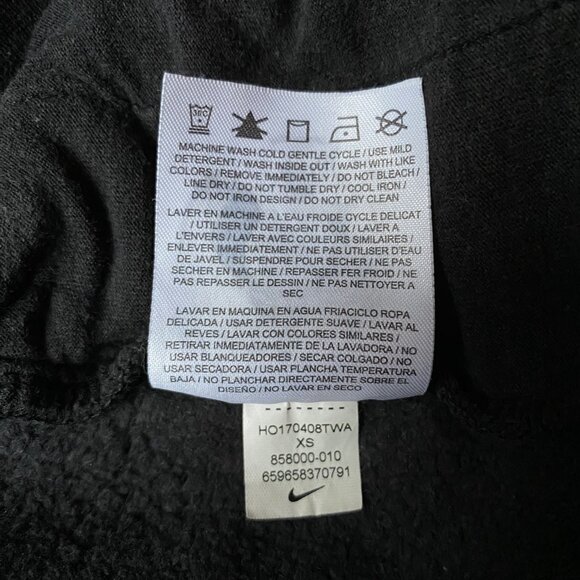 30C
MACHINE WASH COLD GENTLE CYCLE / USE MILD
DETERGENT / WASH INSIDE OUT / WASH WITH LIKE
COLORS / REMOVE IMMEDIATELY / DO NOT BLEACH /
LINE DRY / DO NOT TUMBLE DRY / COOL IRON /
DO NOT IRON DESIGN / DO NOT DRY CLEAN
LAVER EN MACHINE A L'EAU FROIDE CYCLE DELICAT
/ UTILISER UN DETERGENT DOUX / LAVER A
L'ENVERS / LAVER AVEC COULEURS SIMILAIRES /
ENLEVER IMMEDIATEMENT / NE PAS UTILISER D'EAU
DE JAVEL / SUSPENDRE POUR SECHER / NE PAS
SECHER EN MACHINE / REPASSER FER FROID / NE
PAS REPASSER LE DESSIN / NE PAS NETTOYER A
SEC
LAVAR EN MAQUINA EN AGUA FRIACICLO ROPA
DELICADA / USAR DETERGENTE SUAVE / LAVAR AL
REVES / LAVAR CON COLORES SIMILARES /
RETIRAR INMEDIATAMENTE DE LA LAVADORA / NO
USAR BLANQUEADORES / SECAR COLGADO / NO
USAR SECADORA / USAR PLANCHA TEMPERATURA
BAJA / NO PLANCHAR DIRECTAMENTE SOBRE EL
DISEÑO / NO LAVAR EN SECO
HO170408TWA
XS
858000-010
659658370791